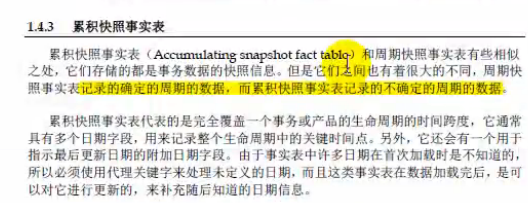 1.4.3 累积快照事实表
累积快照事实表（Accumulating snapshot fact table）和周期快照事实表有些相似
之处，它们存储的都是事务数据的快照信息。但是它们之间也有着很大的不同，周期快
照事实表记录的确定的周期的数据，而累积快照事实表记录的不确定的周期的数据。
累积快照事实表代表的是完全覆盖一个事务或产品的生命周期的时间跨度，它通常
具有多个日期字段，用来记录整个生命周期中的关键时间点。另外，它还会有一个用于
指示最后更新日期的附加日期字段。由于事实表中许多日期在首次加载时是不知道的，
所以必须使用代理关键字来处理未定义的日期，而且这类事实表在数据加载完后，是可
以对它进行更新的，来补充随后知道的日期信息。